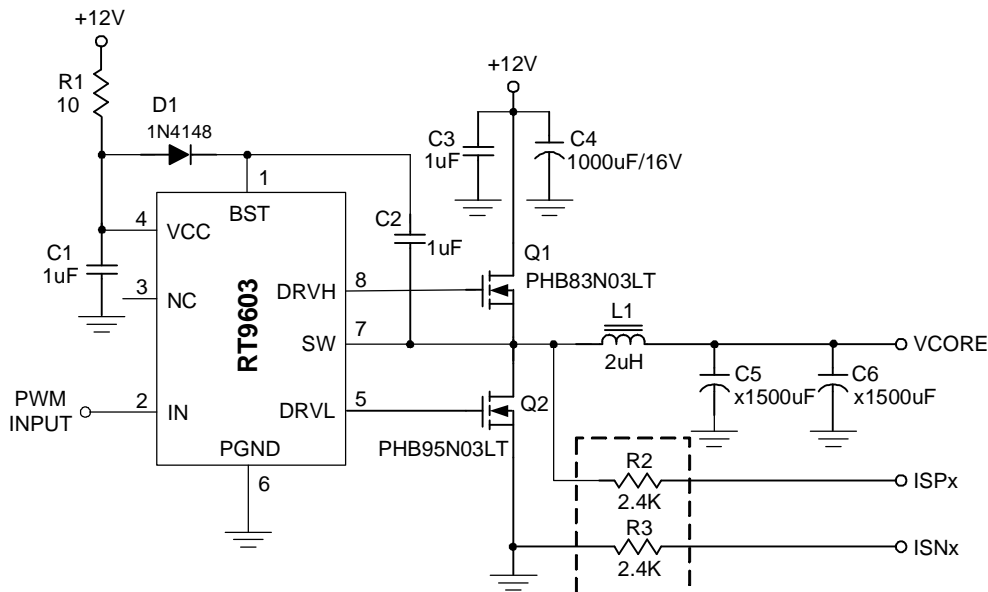 +12V
R1
10
D1
1N4148
+12V
C3
1uF
C4
1000uF/16V
1
BST
4
VCC
C1
1uF
C2
1uF
3
NC
RT9603
DRVH
8
Q1
PHB83N03LT
SW
7
L1
2uH
VCORE
C5
x1500uF
C6
x1500uF
PWM
INPUT
2
IN
DRVL
5
Q2
PHB95N03LT
PGND
6
R2
2.4K
ISPx
R3
2.4K
ISNx